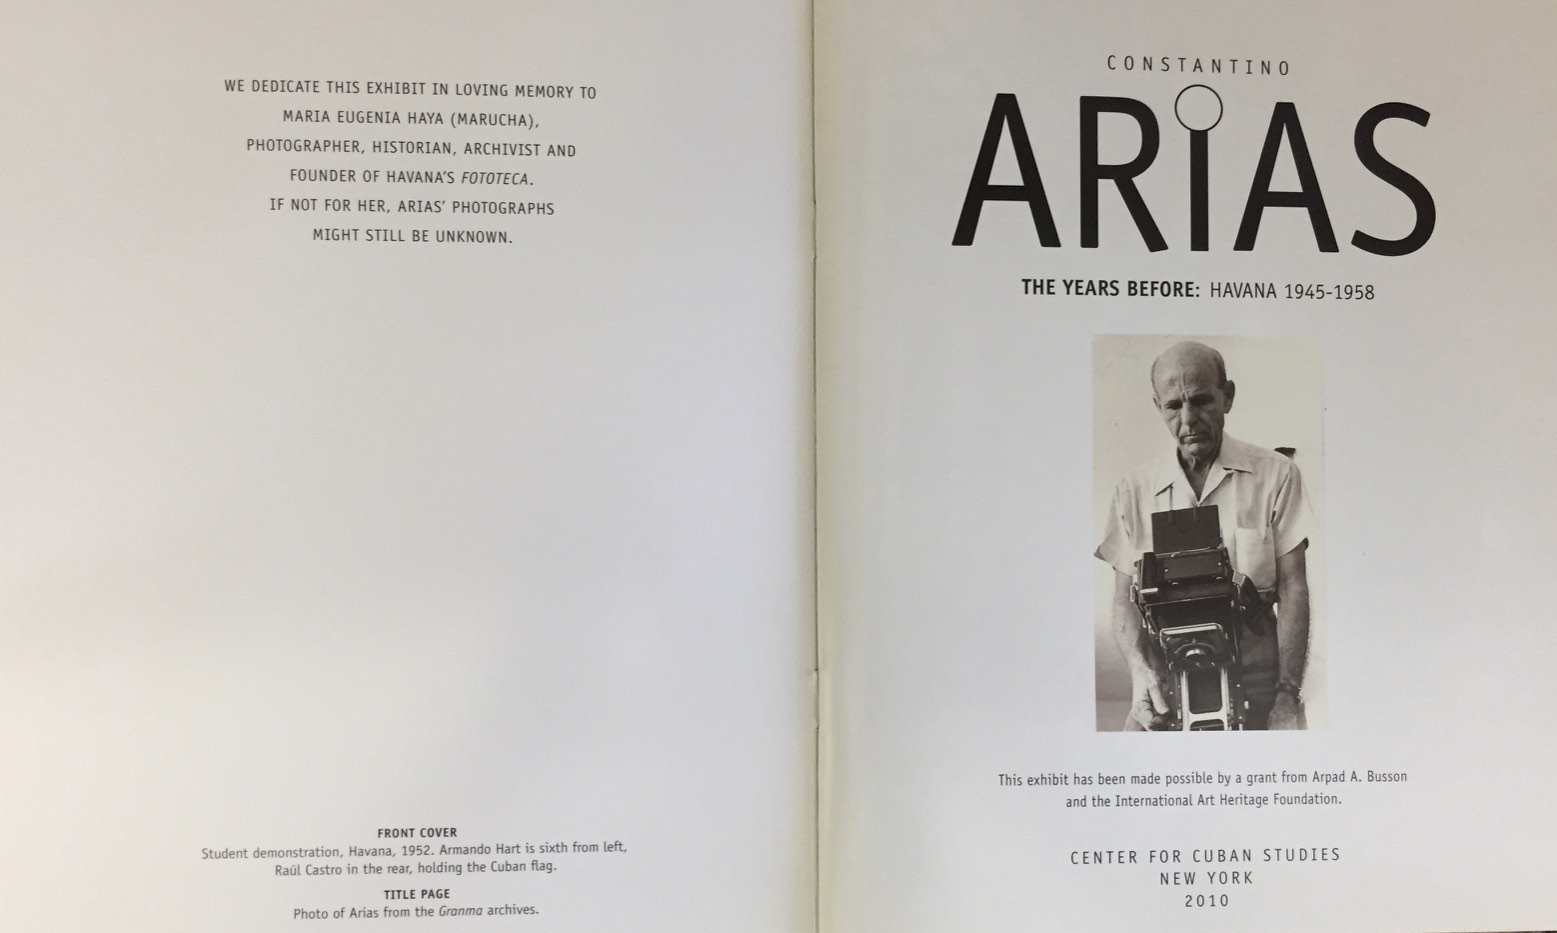 WE DEDICATE THIS EXHIBIT IN LOVING MEMORY TO
MARIA EUGENIA HAYA (MARUCHA),
PHOTOGRAPHER, HISTORIAN, ARCHIVIST AND
FOUNDER OF HAVANA'S FOTOTECA.
IF NOT FOR HER, ARIAS' PHOTOGRAPHS
MIGHT STILL BE UNKNOWN.
FRONT COVER
Student demonstration, Havana, 1952. Armando Hart is sixth from left,
Raúl Castro in the rear, holding the Cuban flag.
TITLE PAGE
Photo of Arias from the Granma archives.
CONSTANTINO
ARiAS
THE YEARS BEFORE: HAVANA 1945-1958
This exhibit has been made possible by a grant from Arpad A. Busson
and the International Art Heritage Foundation.
CENTER FOR CUBAN STUDIES
NEW YORK
2010